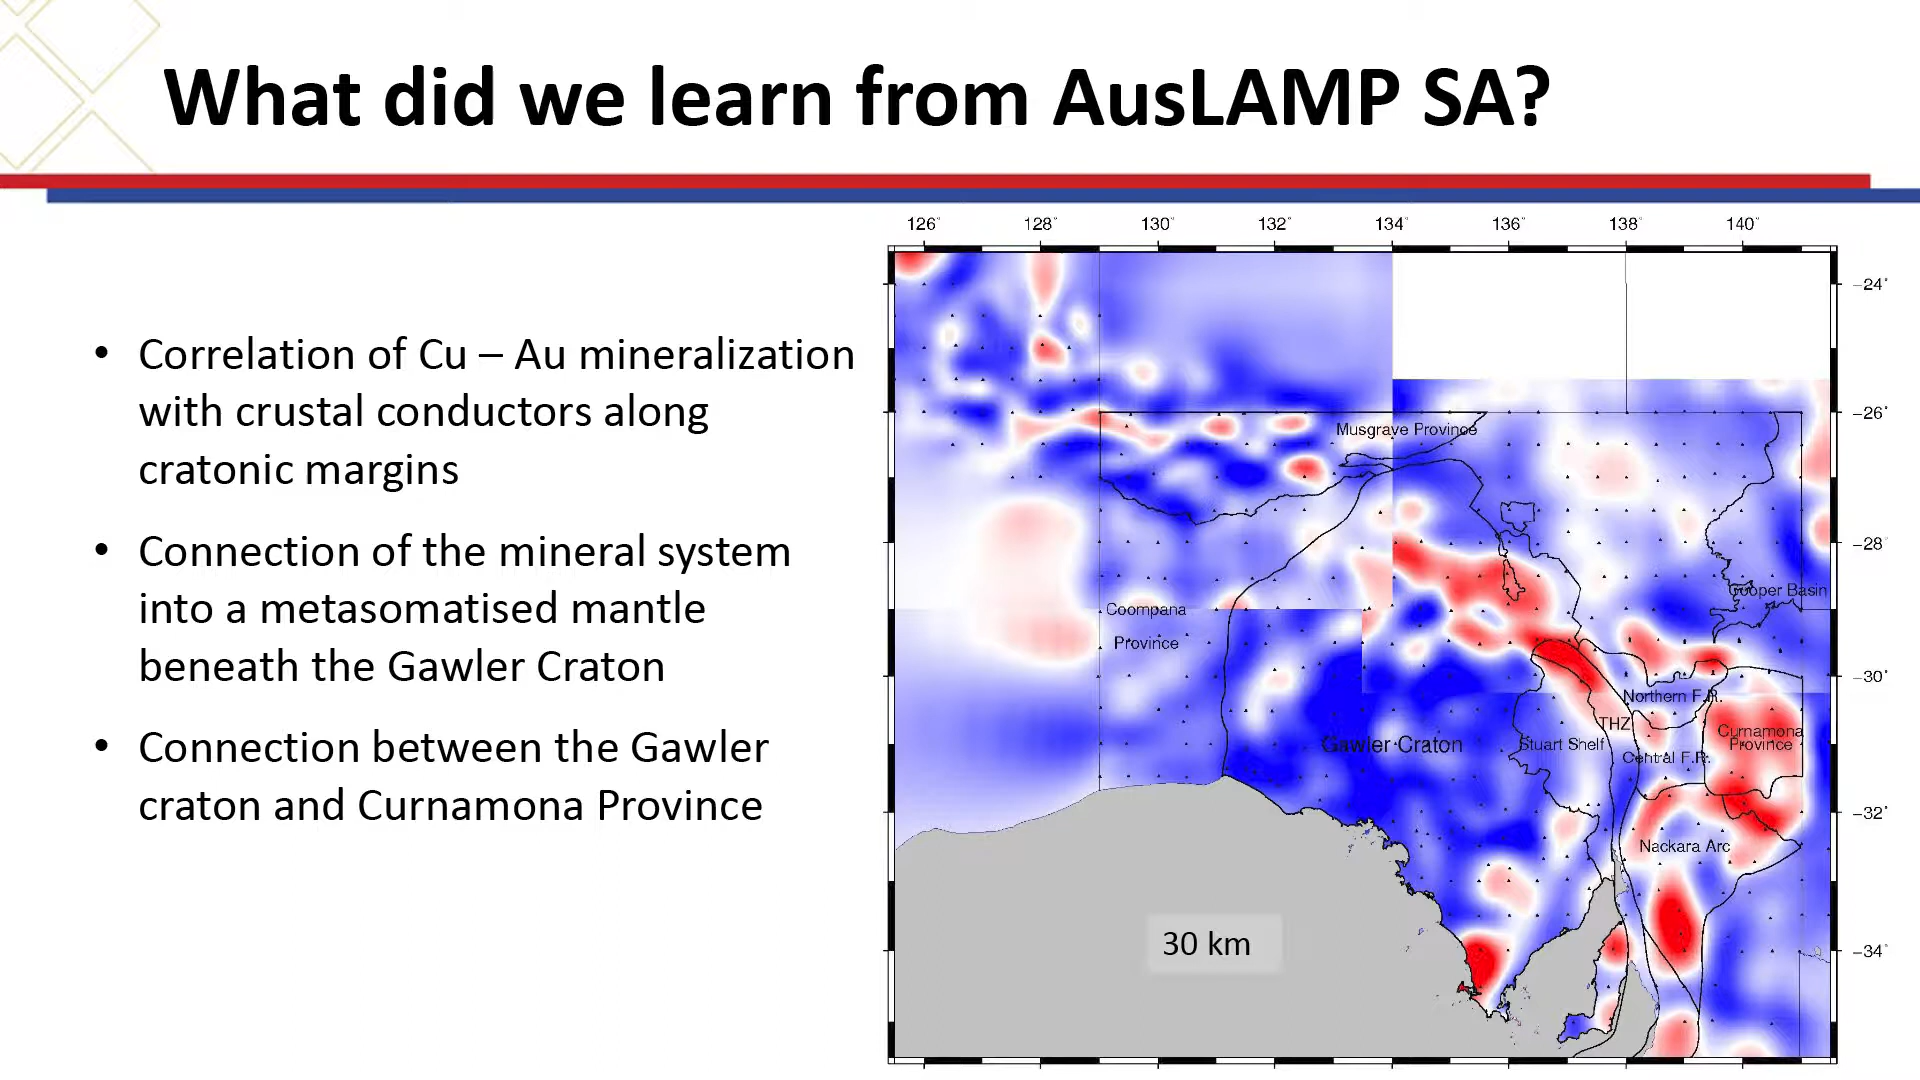 What did we learn from AusLAMP SA?
• Correlation of Cu – Au mineralization
with crustal conductors along
cratonic margins
• Connection of the mineral system
into a metasomatised mantle
beneath the Gawler Craton
• Connection between the Gawler
craton and Curnamona Province
126° 128° 130° 132° 134° 136° 138° 140°
−24°
−26°
Musgrave Province
−28°
Cooper Basin
Coompana
Province
−30°
Northern F.R.
THZ
Curnamona
Province
Gawler Craton
Stuart Shelf
Central F.R.
−32°
Nackara Arc
30 km
−34°